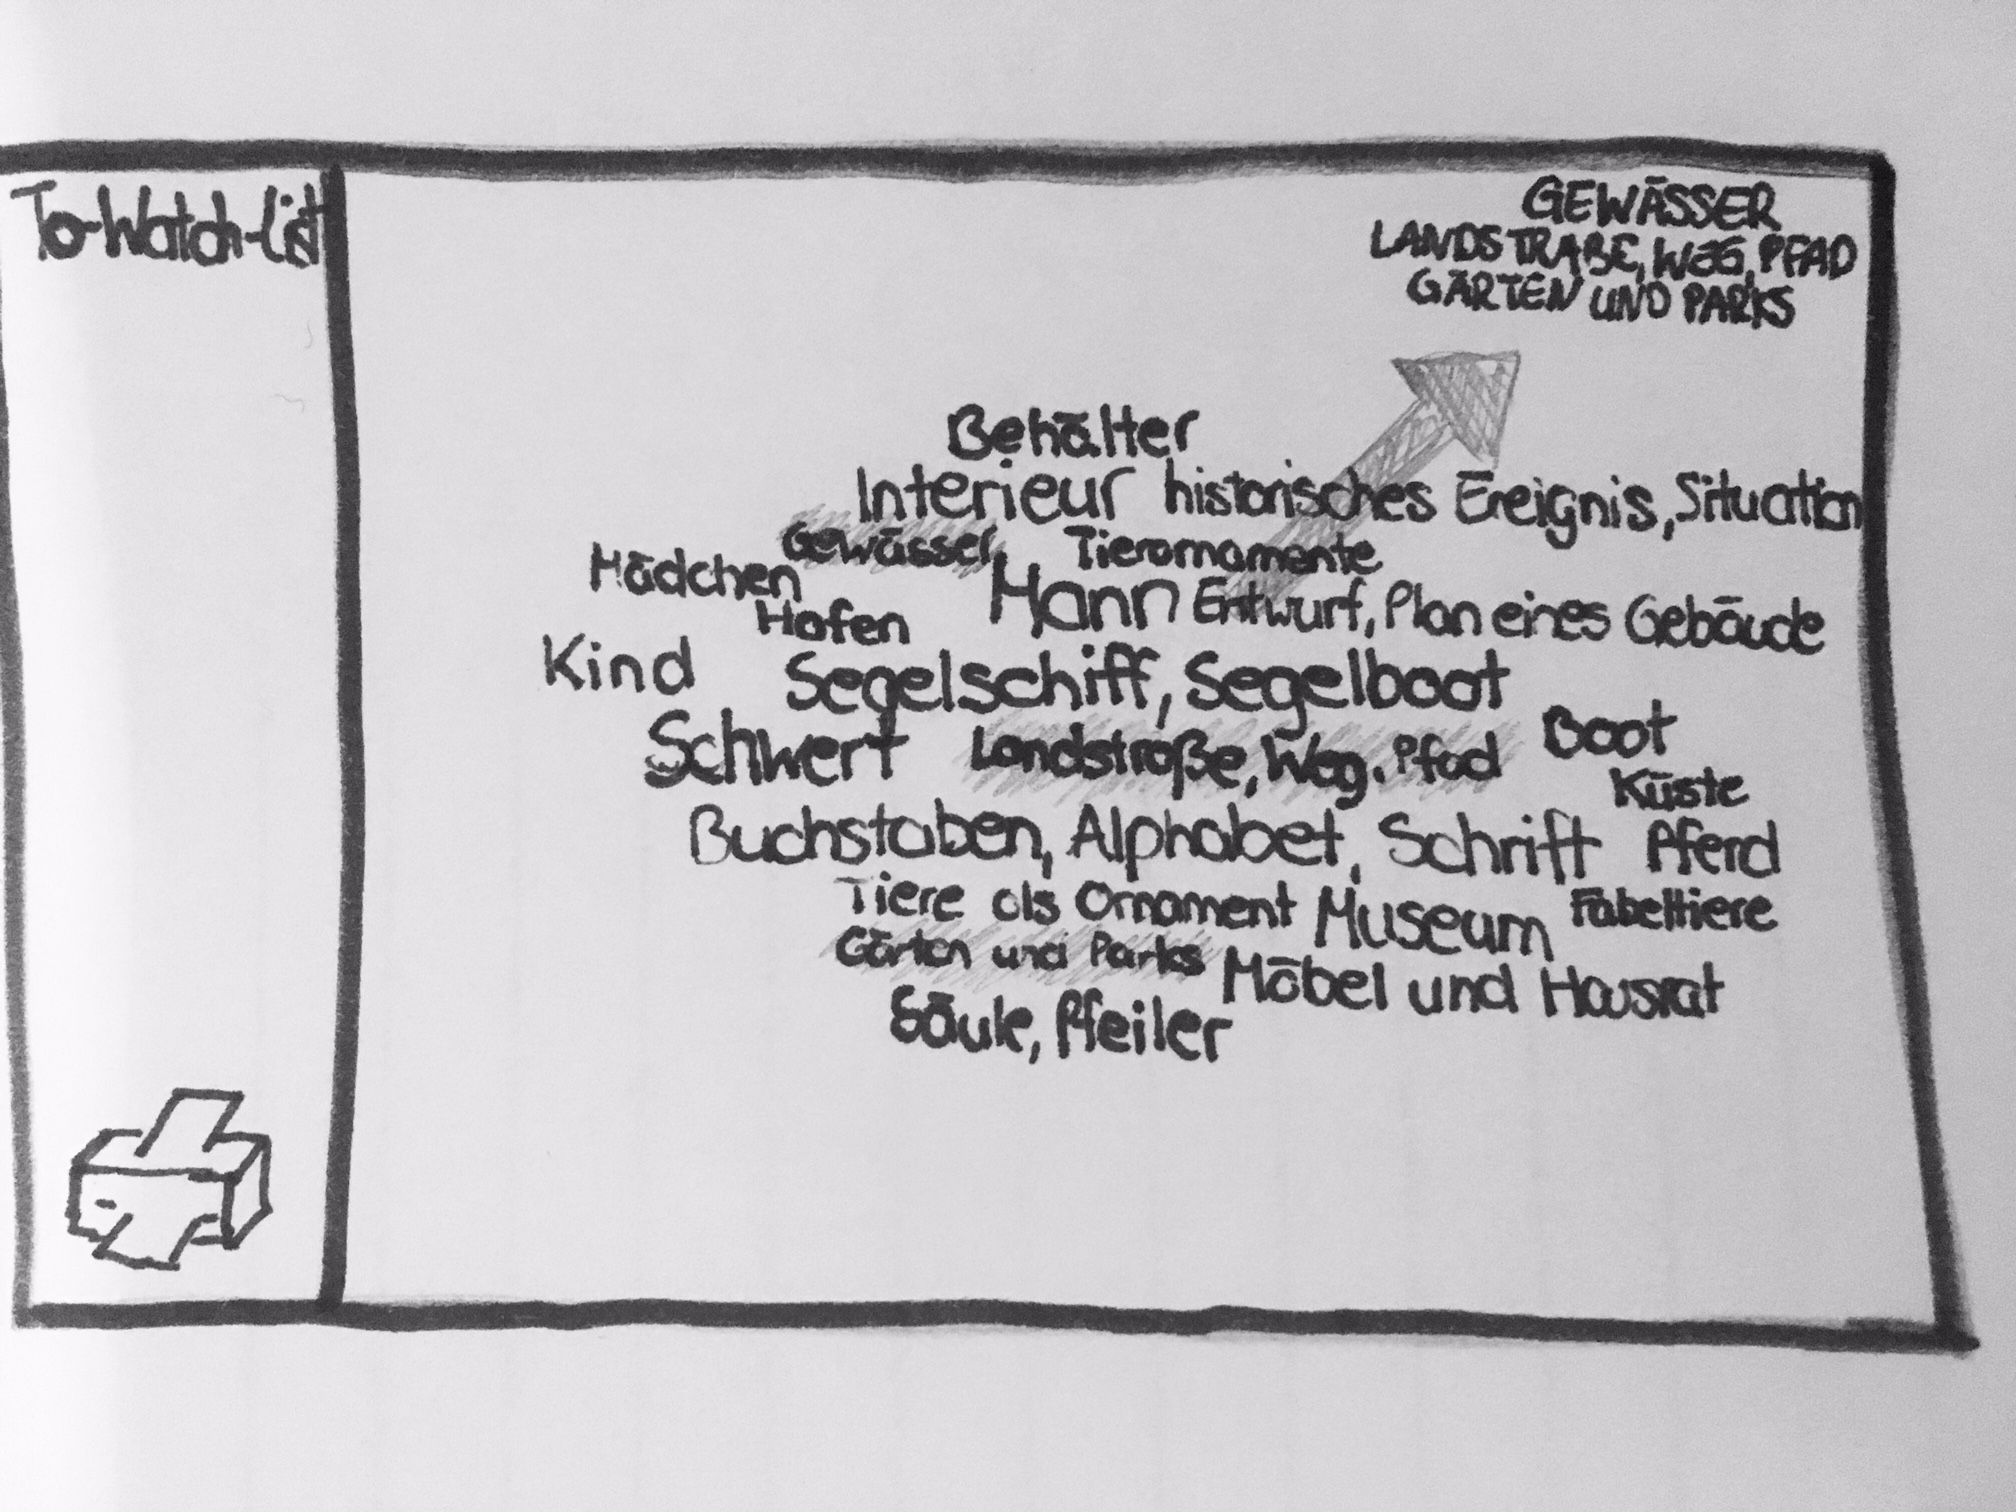 To-Watch-List
GEWÄSSER
LANDSTRAßE, WEG, PFAD
GÄRTEN UND PARKS
Behälter
Interieur historisches Ereignis, Situation
Gewässer Tierornamente
Mädchen
Mann Entwurf, Plan eines Gebäude
Hafen
Kind Segelschiff, Segelboot
Schwert Landstraße, Weg, Pfad Boot
Küste
Buchstaben, Alphabet, Schrift Pferd
Tiere als Ornament Museum Fabeltiere
Gärten und Parks Möbel und Hausrat
Säule, Pfeiler